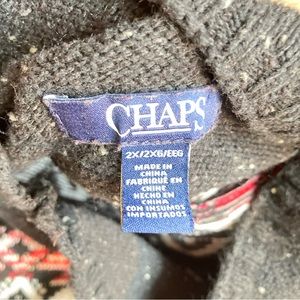 CHAPS
2X/2XG/EEG
MADE IN
CHINA
FABRIQUÉ EN
CHINE
HECHO EN
CHINA
CON INSUMOS
IMPORTADOS